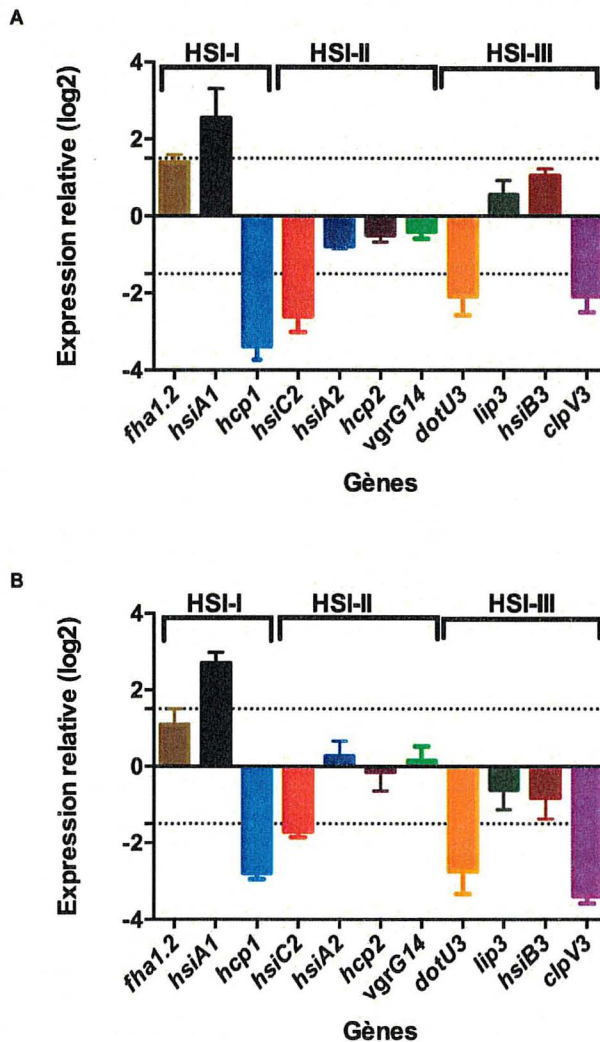 A
HSI-I HSI-II HSI-III
Expression relative (log2)
4
2
0
-2
-4
fha1.2 hsiA1 hcp1 hsiC2 hsiA2 hcp2 vgrG14 dotU3 lip3 hsiB3 clpV3
Gènes
B
HSI-I HSI-II HSI-III
Expression relative (log2)
4
2
0
-2
-4
fha1.2 hsiA1 hcp1 hsiC2 hsiA2 hcp2 vgrG14 dotU3 lip3 hsiB3 clpV3
Gènes